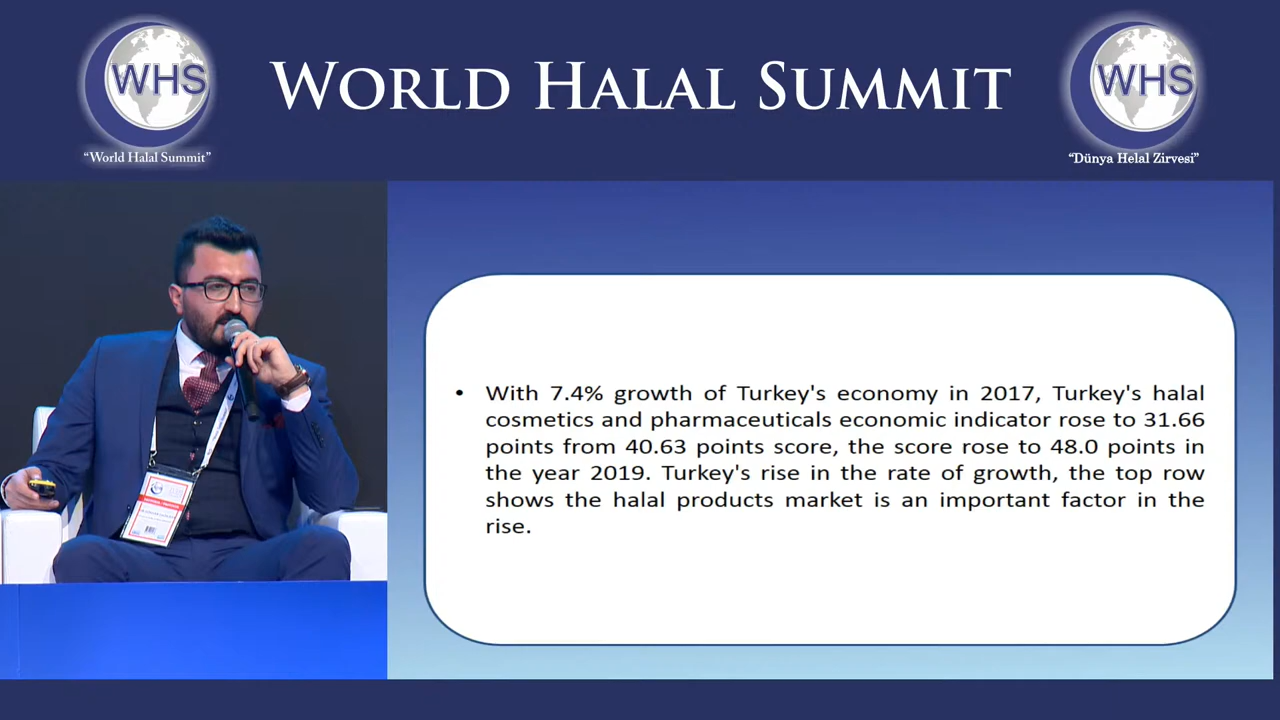 WHS
"World Halal Summit"
WORLD HALAL SUMMIT
WHS
"Dünya Helal Zirvesi"
• With 7.4% growth of Turkey's economy in 2017, Turkey's halal
cosmetics and pharmaceuticals economic indicator rose to 31.66
points from 40.63 points score, the score rose to 48.0 points in
the year 2019. Turkey's rise in the rate of growth, the top row
shows the halal products market is an important factor in the
rise.